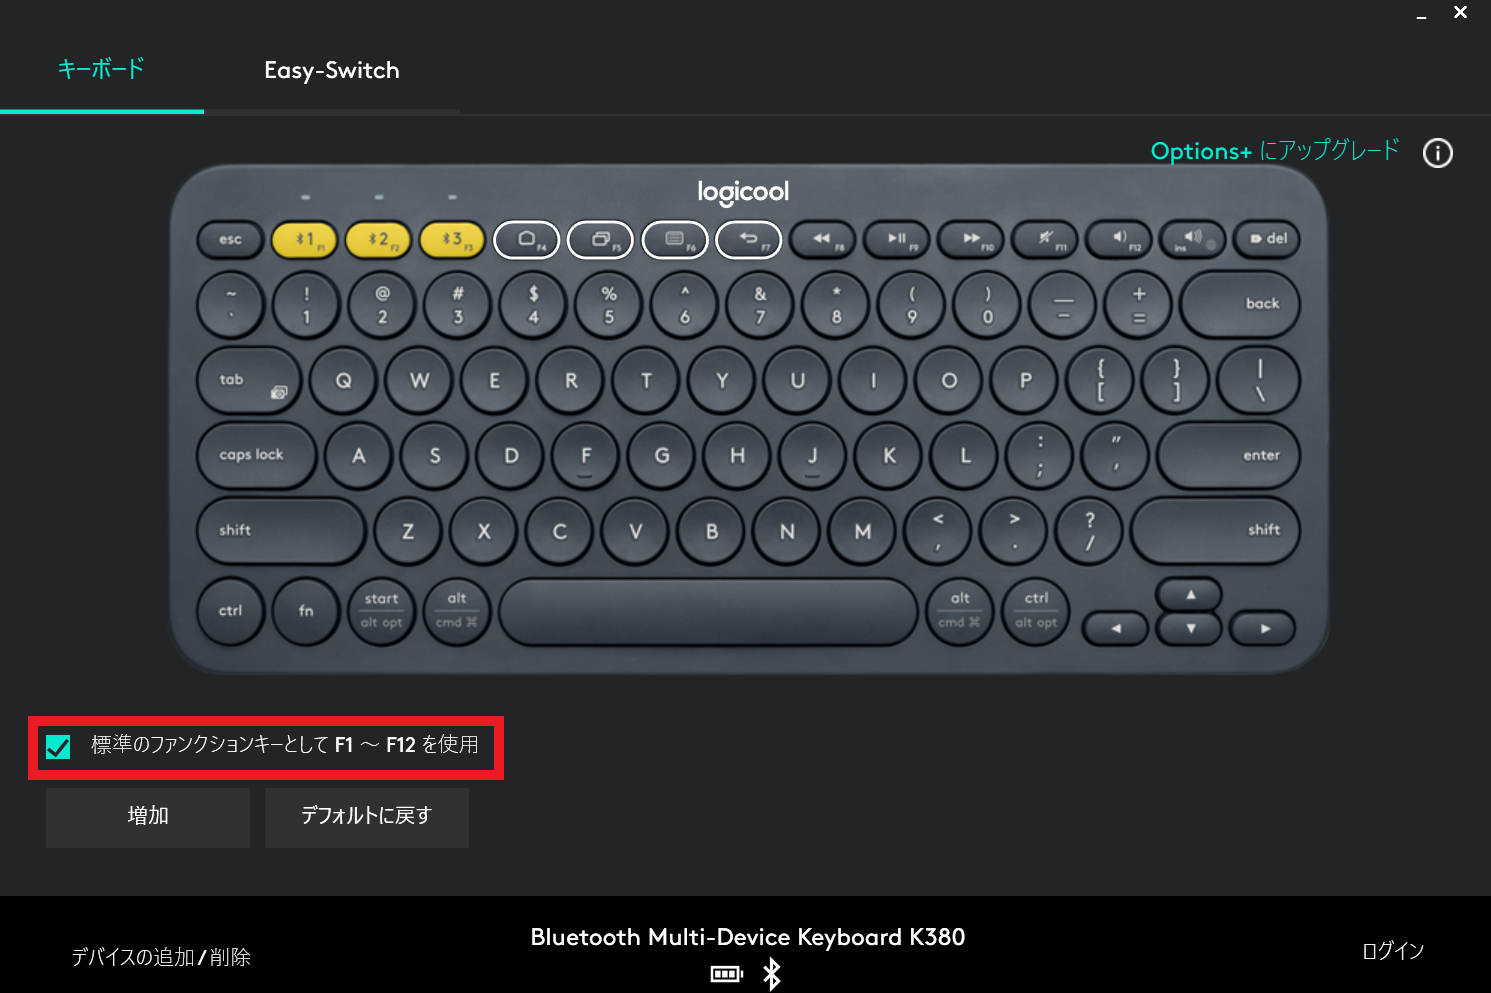 キーボード
Easy-Switch
Options+ にアップグレード
logicool
esc 1 F1 2 F2 3 F3 F4 F5 F6 F7 F8 F9 F10 F11 F12 ins del
~ ! @ # $ % ^ & * ( ) — +
` 1 2 3 4 5 6 7 8 9 0 – = back
tab Q W E R T Y U I O P { [ } ] | \
caps lock A S D F G H J K L : ; " ' enter
shift Z X C V B N M < , > . ? / shift
ctrl fn start alt alt ctrl
alt opt cmd ⌘ cmd ⌘ alt opt
標準のファンクションキーとして F1 ～ F12 を使用
増加
デフォルトに戻す
デバイスの追加/削除
Bluetooth Multi-Device Keyboard K380
ログイン